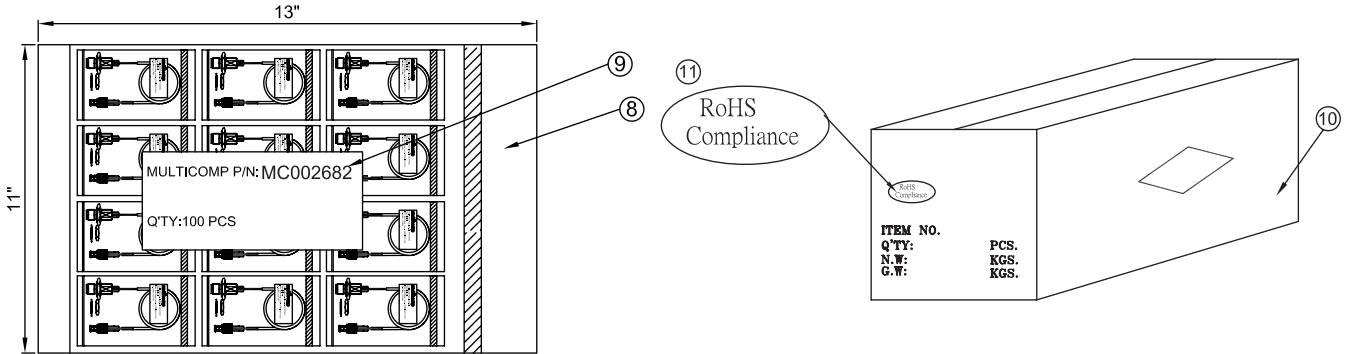 13"
11"
MULTICOMP P/N: MC002682
Q'TY:100 PCS
9
8
11
RoHS
Compliance
10
RoHS
Compliance
ITEM NO.
Q'TY: PCS.
N.W: KGS.
G.W: KGS.